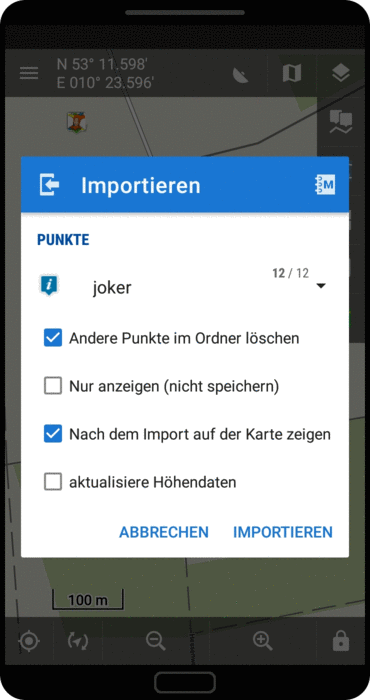 N 53° 11.598'
E 010° 23.596'
Importieren
M
PUNKTE
12 / 12
i
joker
Andere Punkte im Ordner löschen
Nur anzeigen (nicht speichern)
Nach dem Import auf der Karte zeigen
aktualisiere Höhendaten
ABBRECHEN IMPORTIEREN
100 m